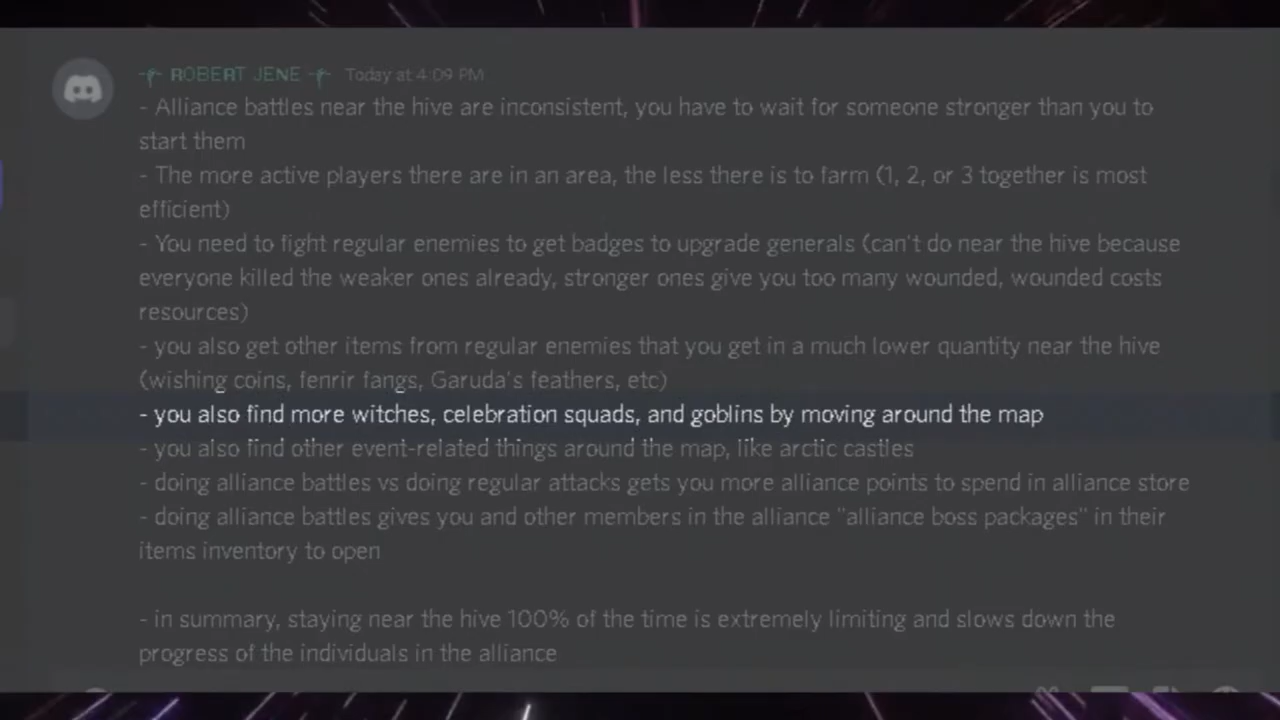 ROBERT JENE Today at 4:09 PM
- Alliance battles near the hive are inconsistent, you have to wait for someone stronger than you to
start them
- The more active players there are in an area, the less there is to farm (1, 2, or 3 together is most
efficient)
- You need to fight regular enemies to get badges to upgrade generals (can't do near the hive because
everyone killed the weaker ones already, stronger ones give you too many wounded, wounded costs
resources)
- you also get other items from regular enemies that you get in a much lower quantity near the hive
(wishing coins, fenrir fangs, Garuda's feathers, etc)
- you also find more witches, celebration squads, and goblins by moving around the map
- you also find other event-related things around the map, like arctic castles
- doing alliance battles vs doing regular attacks gets you more alliance points to spend in alliance store
- doing alliance battles gives you and other members in the alliance "alliance boss packages" in their
items inventory to open
- in summary, staying near the hive 100% of the time is extremely limiting and slows down the
progress of the individuals in the alliance